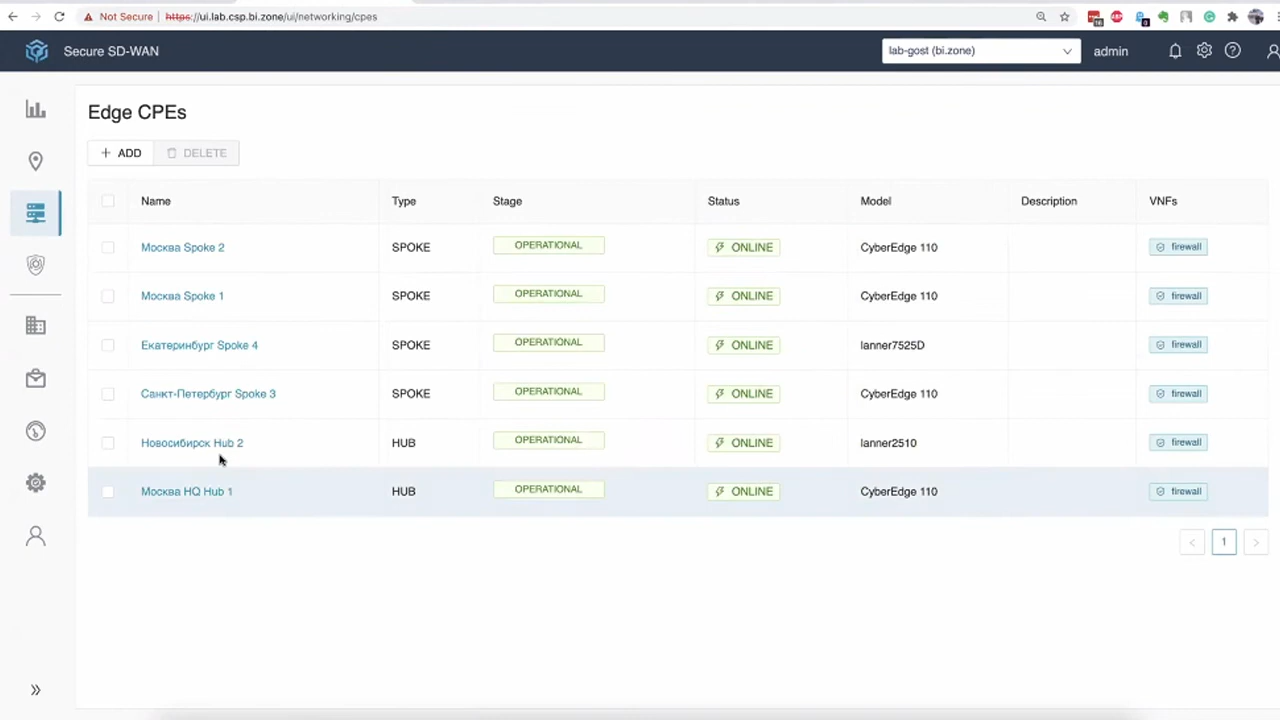 Not Secure | https://ui.lab.csp.bi.zone/ui/networking/cpes
Secure SD-WAN
lab-gost (bi.zone)
admin
Edge CPEs
+ ADD
DELETE
Name Type Stage Status Model Description VNFs
Москва Spoke 2 SPOKE OPERATIONAL ONLINE CyberEdge 110 firewall
Москва Spoke 1 SPOKE OPERATIONAL ONLINE CyberEdge 110 firewall
Екатеринбург Spoke 4 SPOKE OPERATIONAL ONLINE lanner7525D firewall
Санкт-Петербург Spoke 3 SPOKE OPERATIONAL ONLINE CyberEdge 110 firewall
Новосибирск Hub 2 HUB OPERATIONAL ONLINE lanner2510 firewall
Москва HQ Hub 1 HUB OPERATIONAL ONLINE CyberEdge 110 firewall
< 1 >